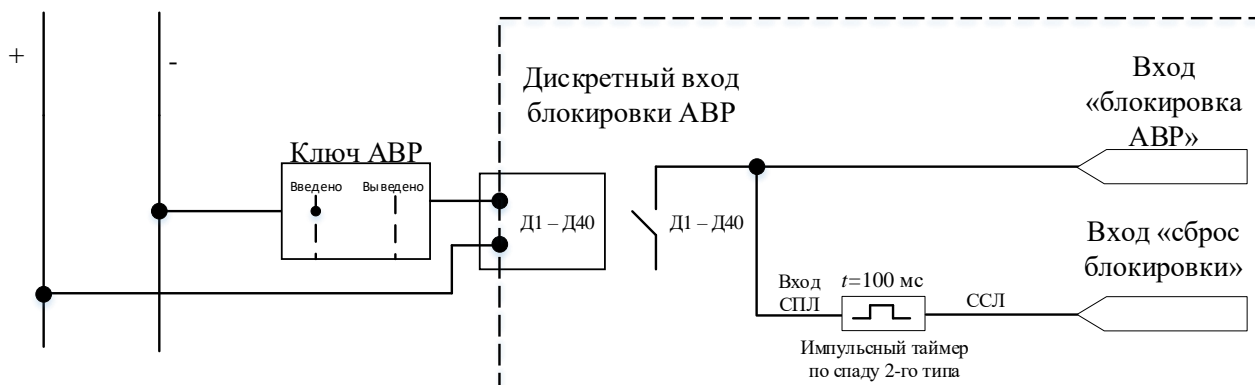 +
-
Дискретный вход
блокировки АВР
Вход
«блокировка
АВР»
Ключ АВР
Введено
Выведено
Д1 – Д40
Д1 – Д40
Вход «сброс
блокировки»
Вход
СПЛ
t=100 мс
ССЛ
Импульсный таймер
по спаду 2-го типа